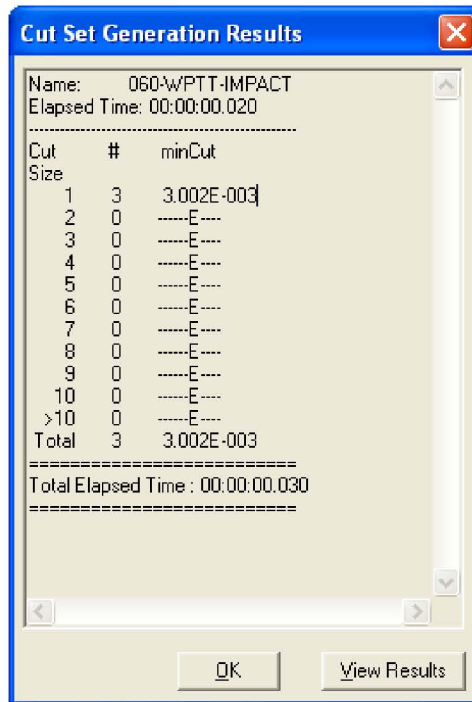 Cut Set Generation Results
Name: 060-WPTT-IMPACT
Elapsed Time: 00:00:00.020
--------------------------------------------------
Cut # minCut
Size
1 3 3.002E-003
2 0 ------E----
3 0 ------E----
4 0 ------E----
5 0 ------E----
6 0 ------E----
7 0 ------E----
8 0 ------E----
9 0 ------E----
10 0 ------E----
>10 0 ------E----
Total 3 3.002E-003
==========================
Total Elapsed Time : 00:00:00.030
==========================
OK View Results